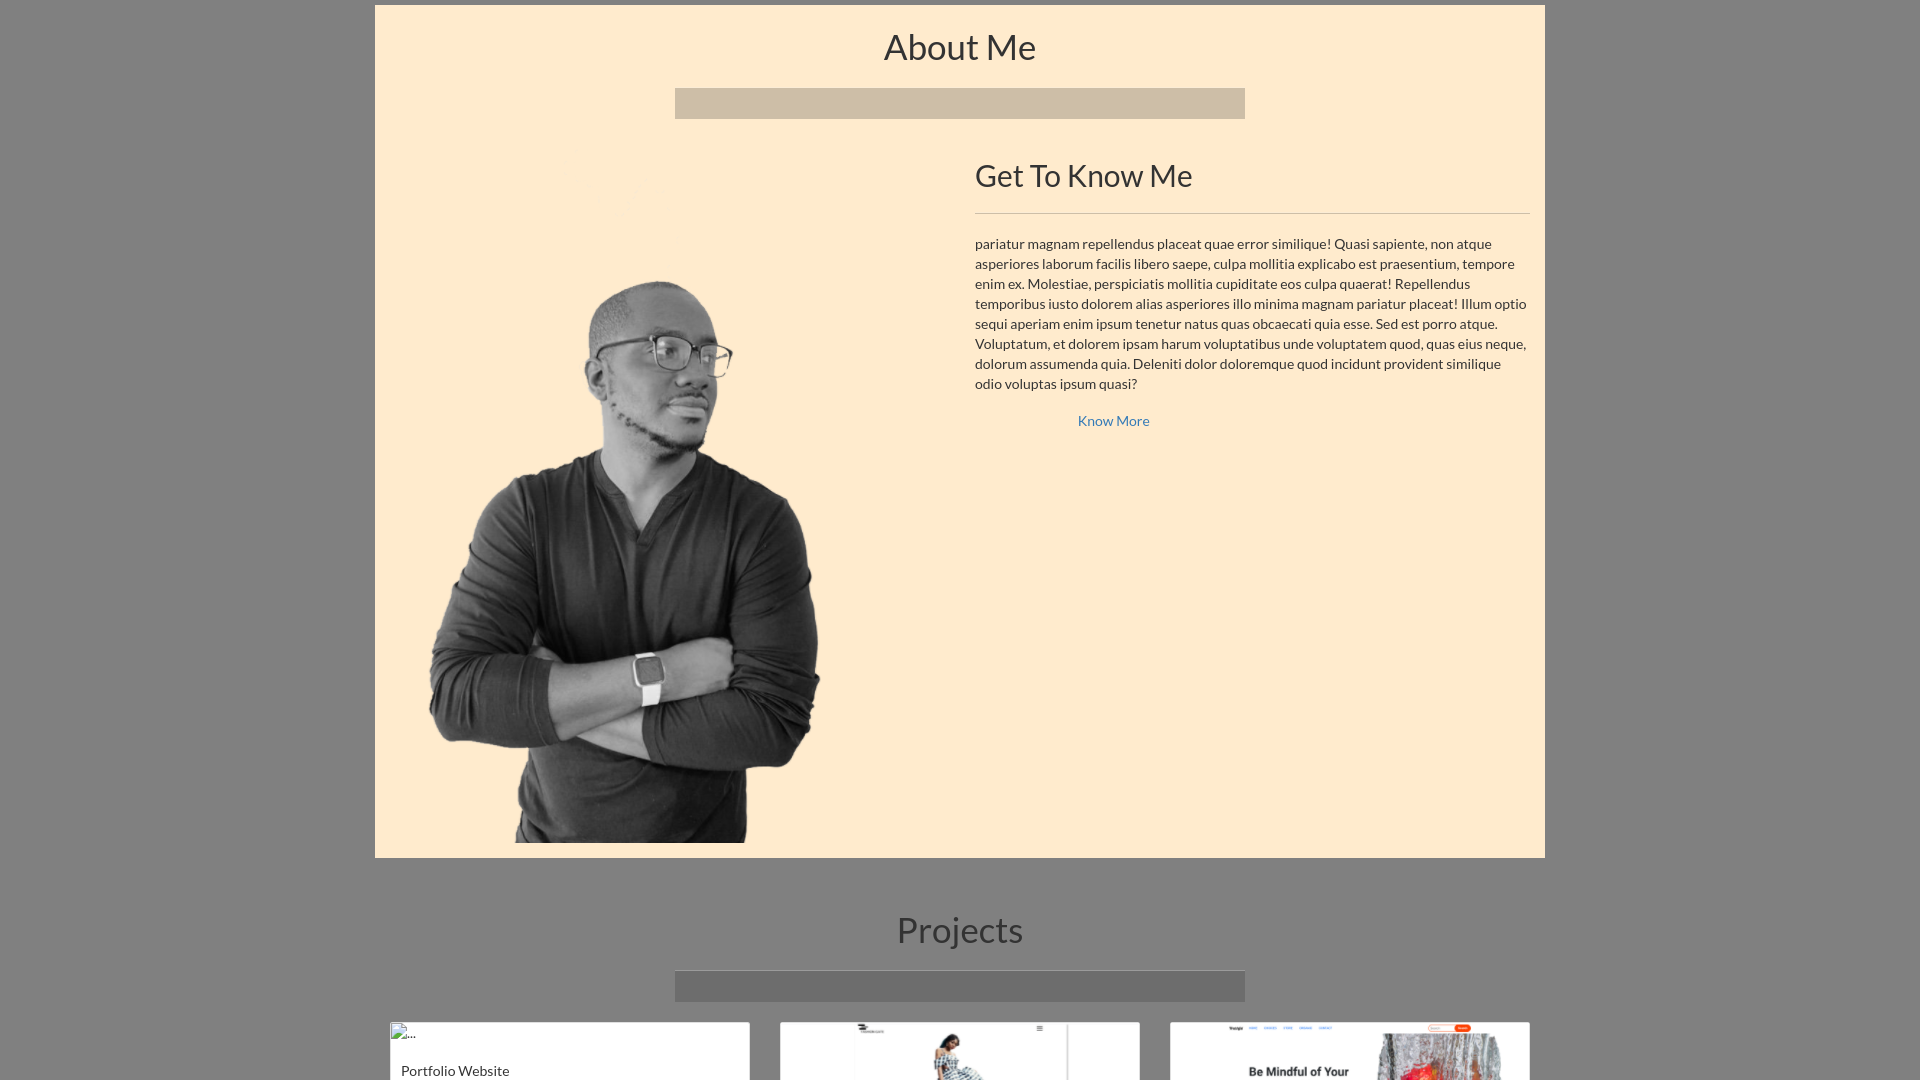 About Me
Get To Know Me
pariatur magnam repellendus placeat quae error similique! Quasi sapiente, non atque
asperiores laborum facilis libero saepe, culpa mollitia explicabo est praesentium, tempore
enim ex. Molestiae, perspiciatis mollitia cupiditate eos culpa quaerat! Repellendus
temporibus iusto dolorem alias asperiores illo minima magnam pariatur placeat! Illum optio
sequi aperiam enim ipsum tenetur natus quas obcaecati quia esse. Sed est porro atque.
Voluptatum, et dolorem ipsam harum voluptatibus unde voluptatem quod, quas eius neque,
dolorum assumenda quia. Deleniti dolor doloremque quod incidunt provident similique
odio voluptas ipsum quasi?
Know More
Projects
...
Portfolio Website
Be Mindful of Your